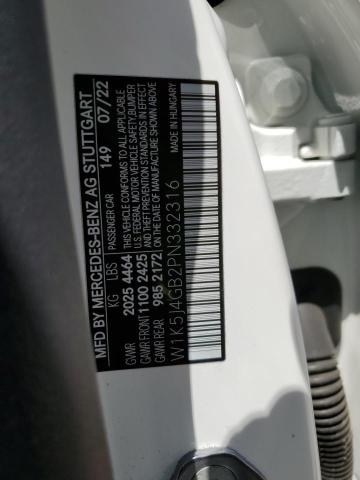 MFD BY MERCEDES-BENZ AG STUTTGART
PASSENGER CAR 149 07/22
KG LBS THIS VEHICLE CONFORMS TO ALL APPLICABLE
GVWR 2025 4464 FEDERAL MOTOR VEHICLE SAFETY, BUMPER
GAWR FRONT 1100 2425 AND THEFT PREVENTION STANDARDS IN EFFECT
GAWR REAR 985 2172 ON THE DATE OF MANUFACTURE SHOWN ABOVE
W1K5J4GB2PN332316 MADE IN HUNGARY